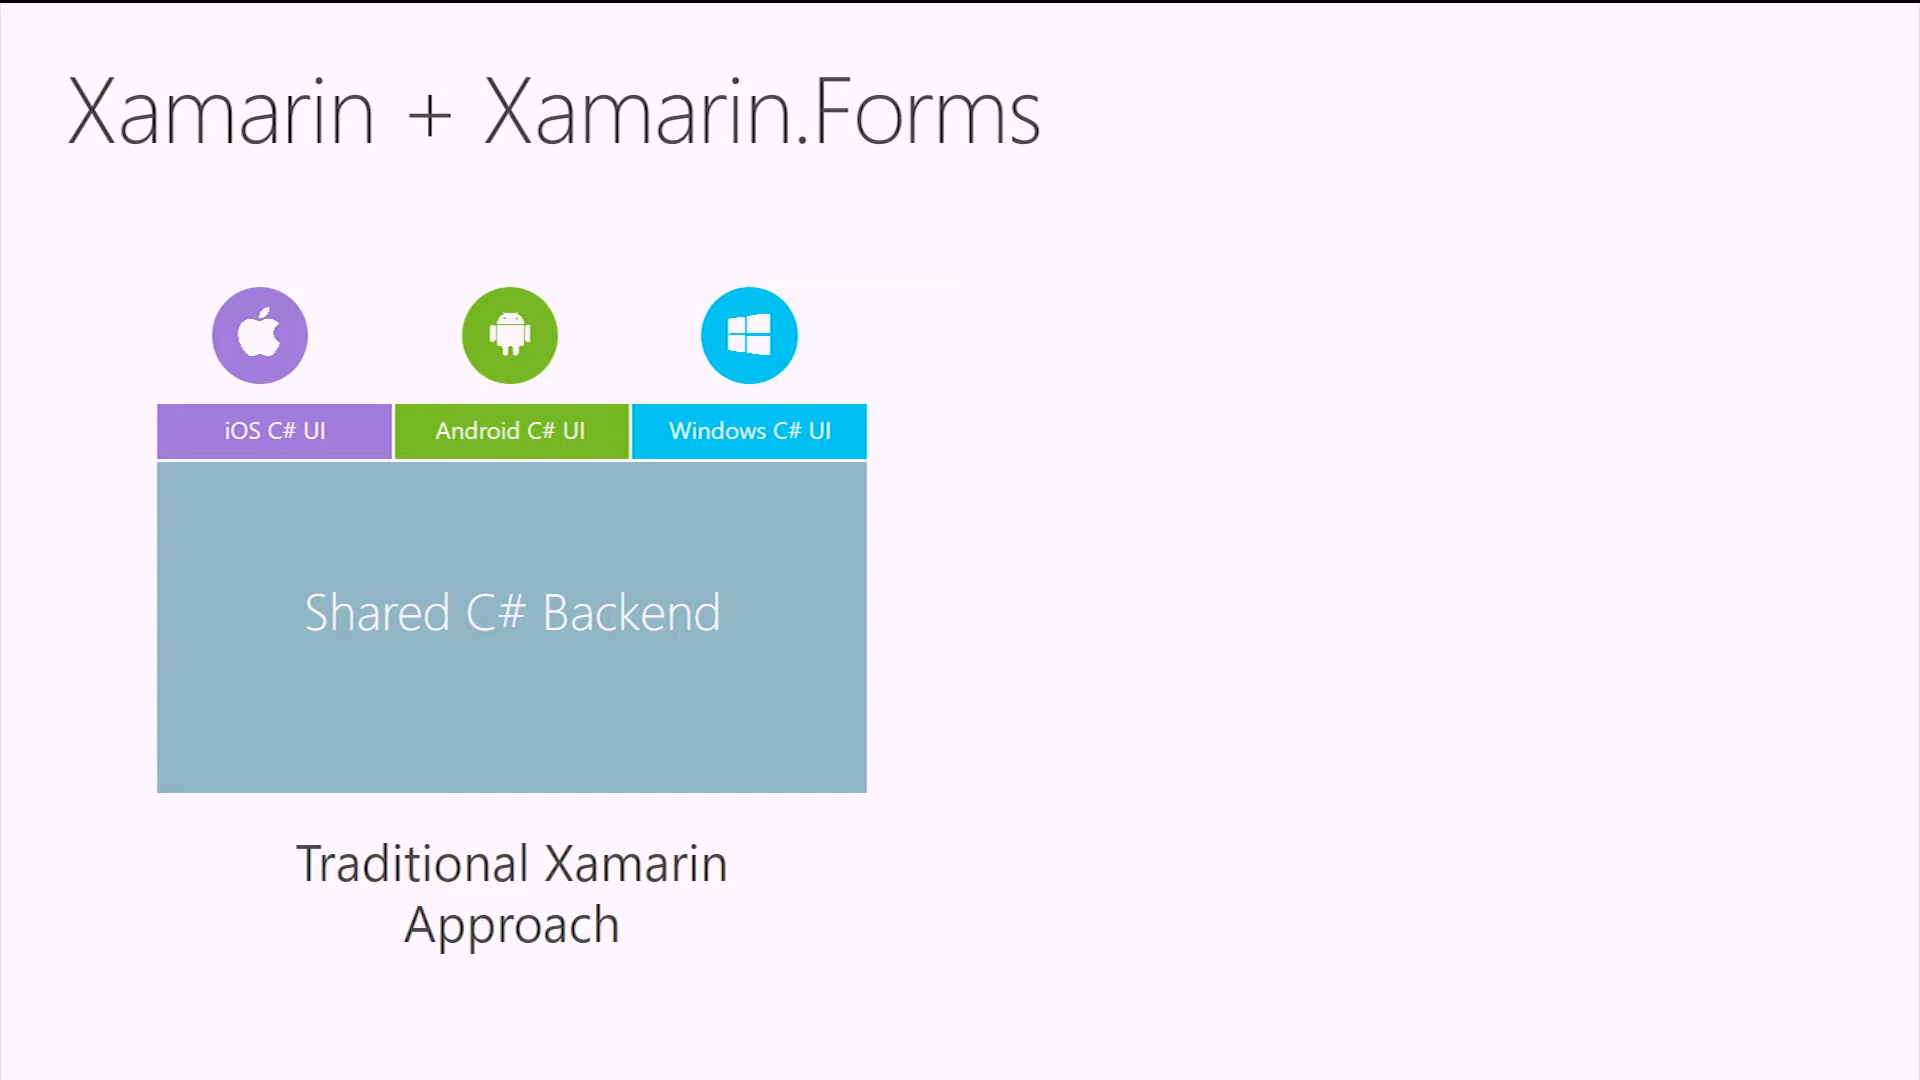 Xamarin + Xamarin.Forms
iOS C# UI
Android C# UI
Windows C# UI
Shared C# Backend
Traditional Xamarin
Approach